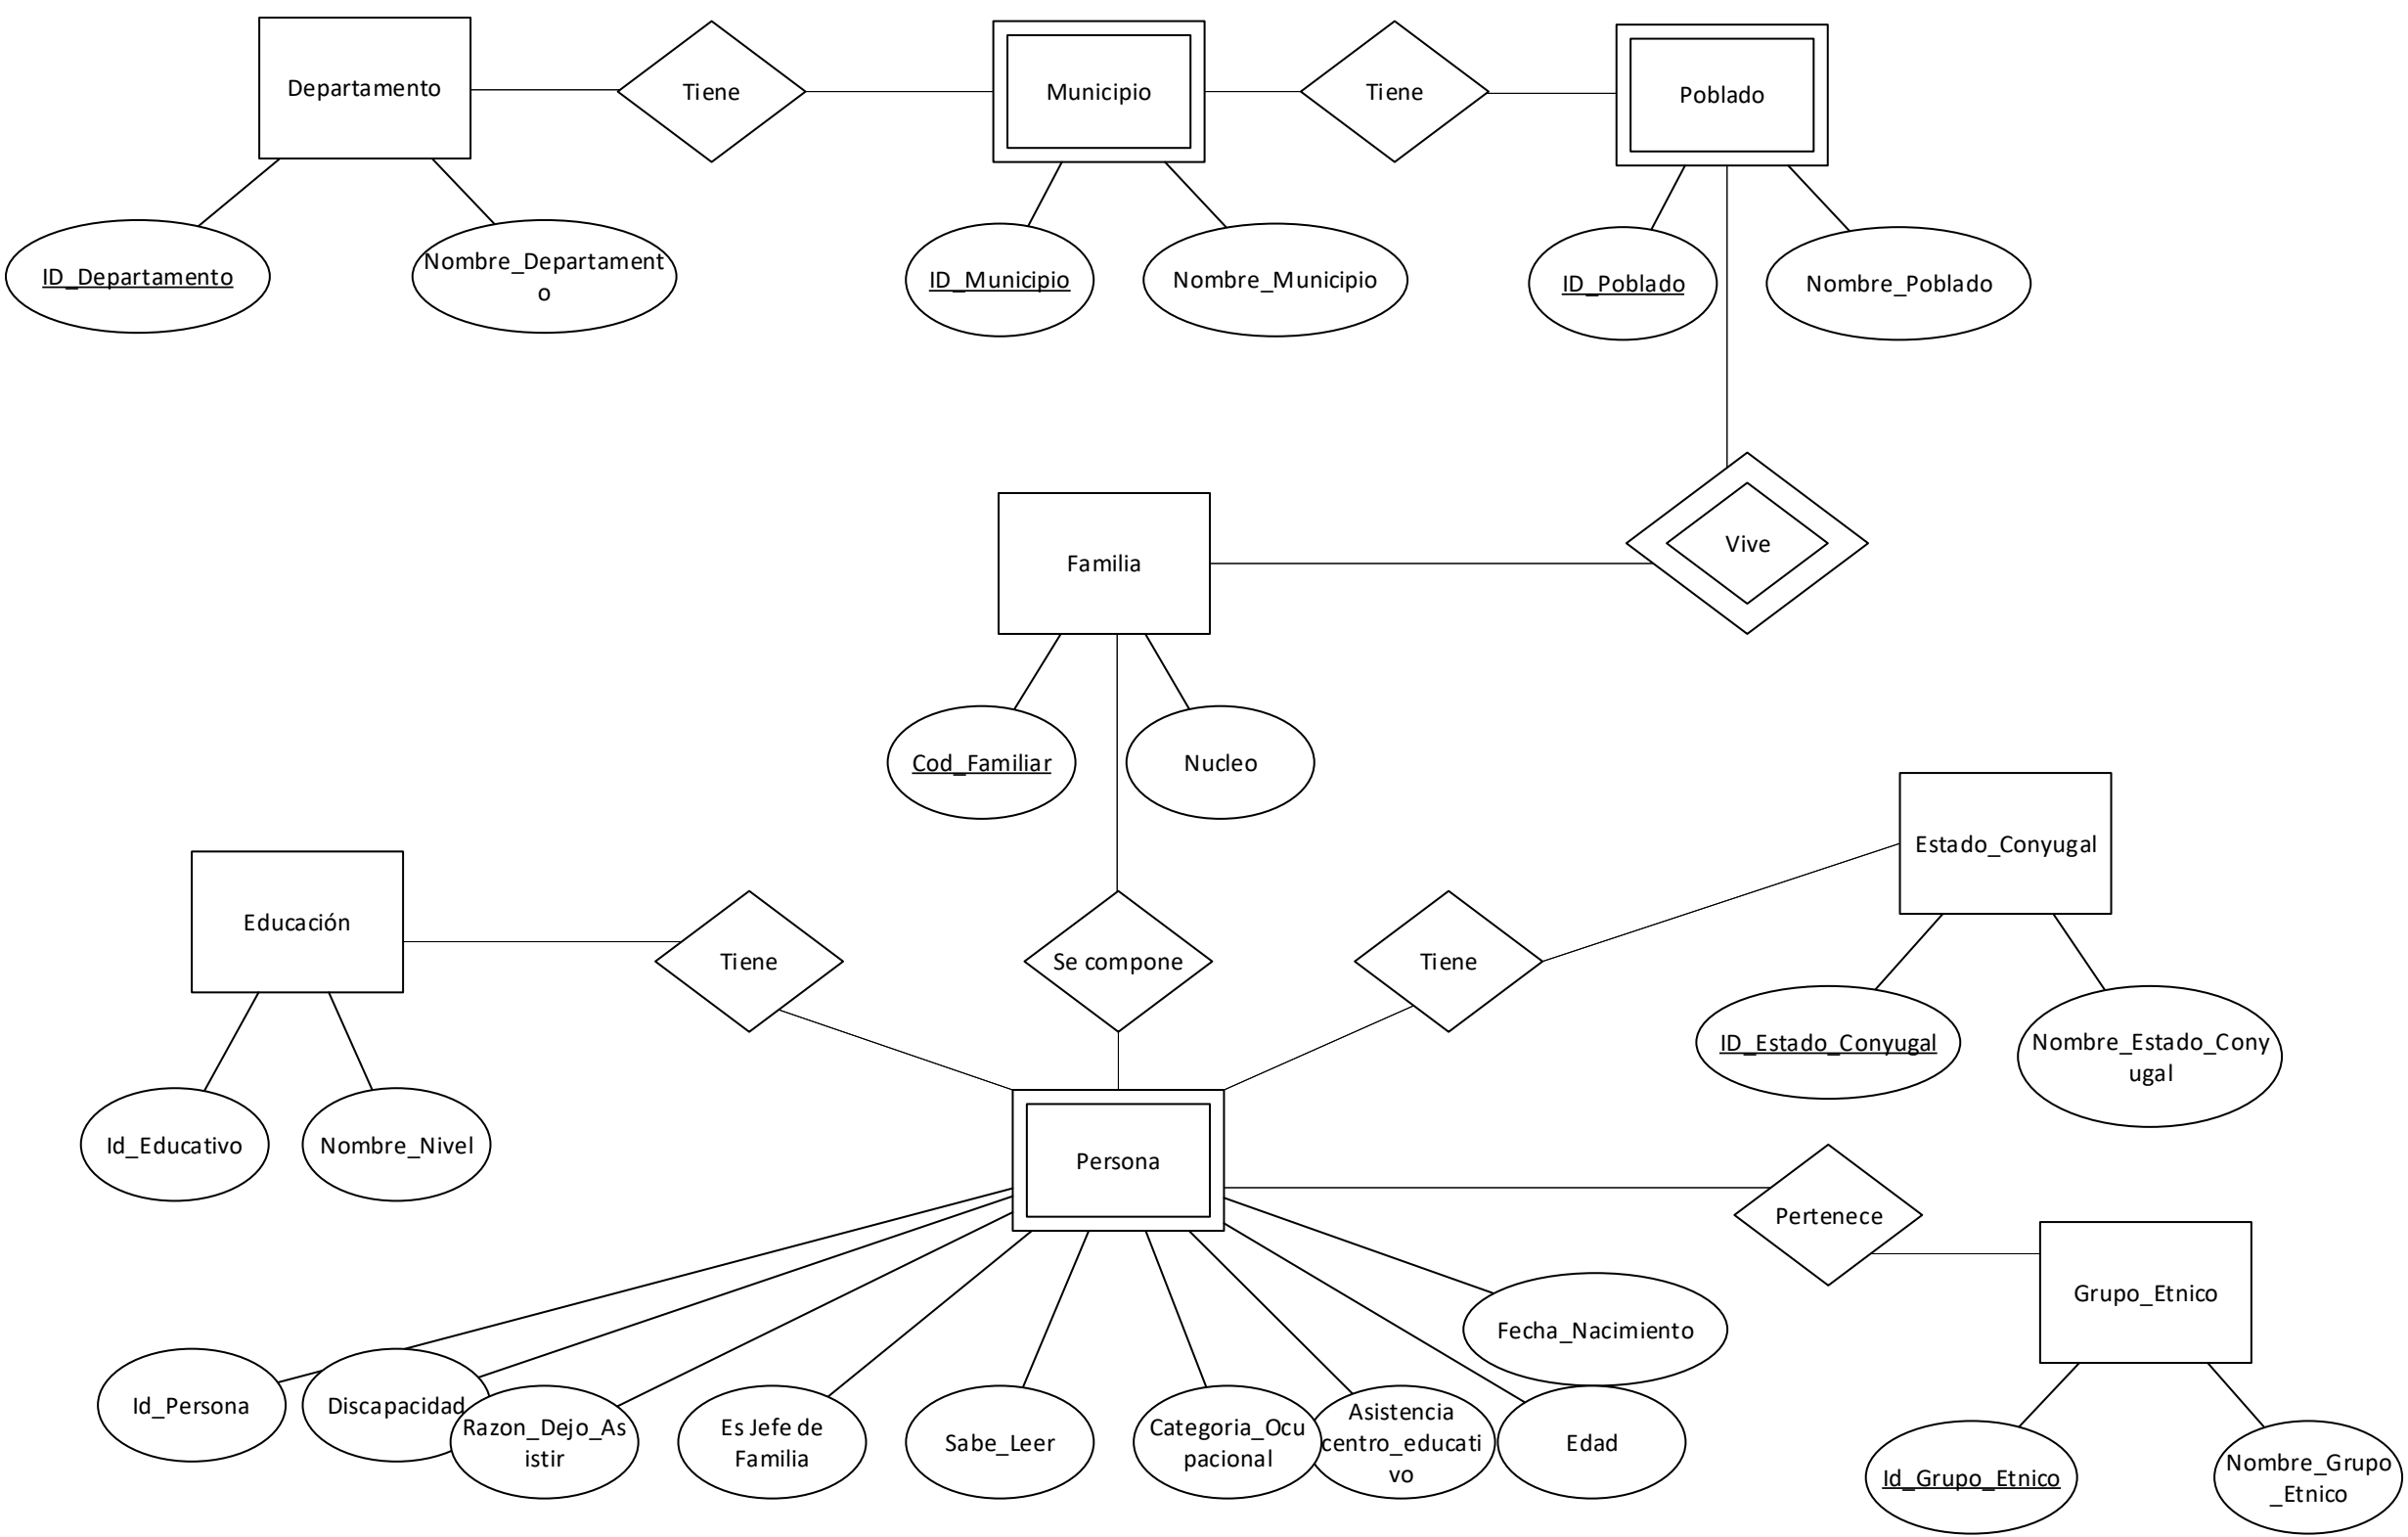 Departamento
Tiene
Municipio
Tiene
Poblado
ID_Departamento
Nombre_Departament
o
ID_Municipio
Nombre_Municipio
ID_Poblado
Nombre_Poblado
Familia
Vive
Cod_Familiar
Nucleo
Estado_Conyugal
Educación
Tiene
Se compone
Tiene
ID_Estado_Conyugal
Nombre_Estado_Cony
ugal
Id_Educativo
Nombre_Nivel
Persona
Pertenece
Grupo_Etnico
Fecha_Nacimiento
Id_Persona
Discapacidad
Razon_Dejo_As
istir
Es Jefe de
Familia
Sabe_Leer
Categoria_Ocu
pacional
Asistencia
centro_educati
vo
Edad
Id_Grupo_Etnico
Nombre_Grupo
_Etnico